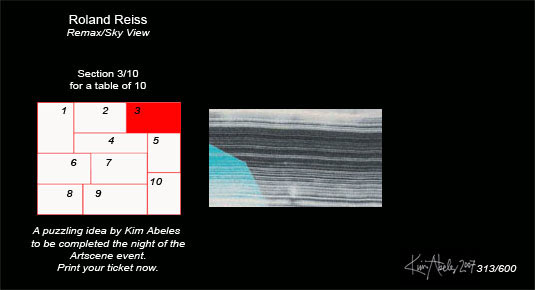 Roland Reiss
Remax/Sky View
Section 3/10
for a table of 10
1 2 3
4 5
6 7
10
8 9
A puzzling idea by Kim Abeles
to be completed the night of the
Artscene event.
Print your ticket now.
Kim Abeles 2007 313/600